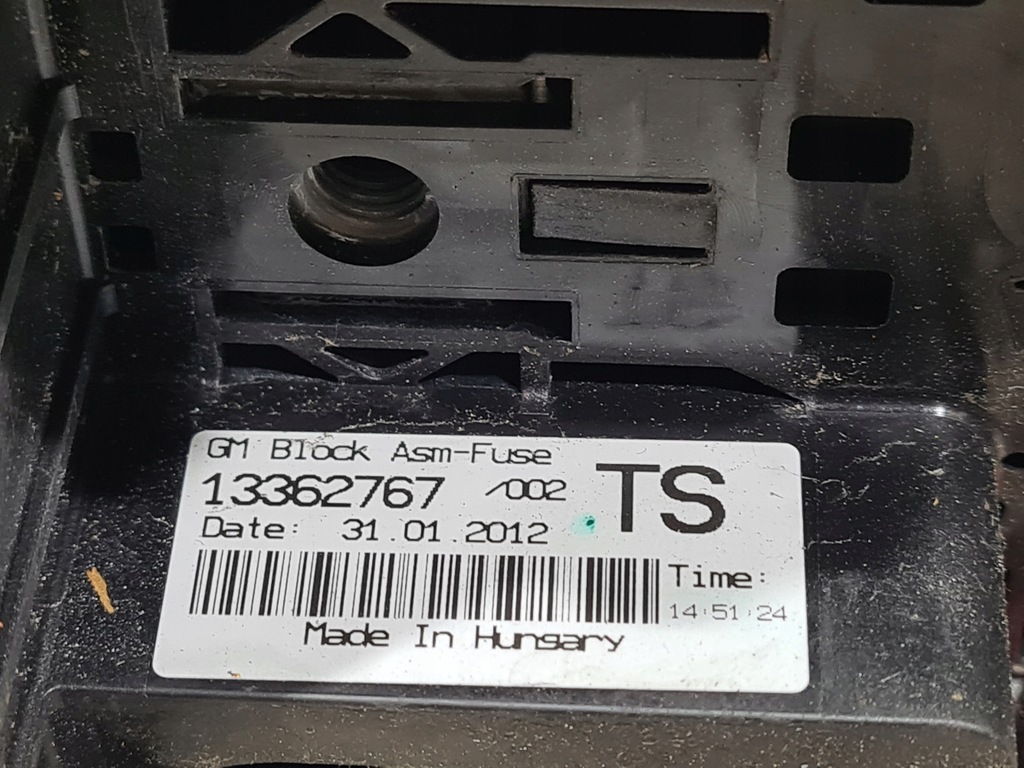 GM Block Asm-Fuse
13362767 /002 TS
Date: 31.01.2012
Time:
14:51:24
Made In Hungary